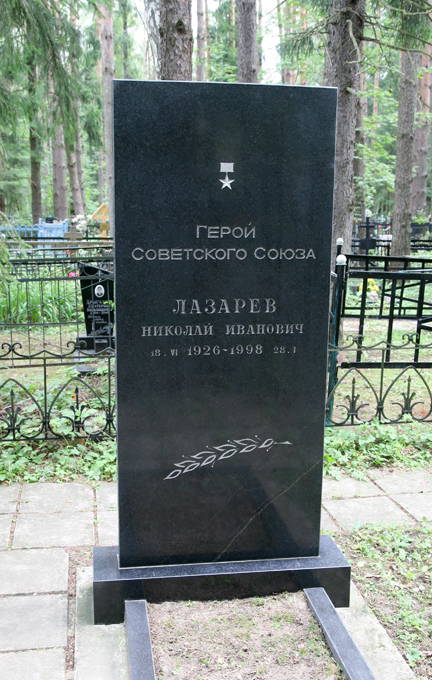 ГЕРОЙ
СОВЕТСКОГО СОЮЗА
ЛАЗАРЕВ
НИКОЛАЙ ИВАНОВИЧ
18. VI 1926-1998 28. I